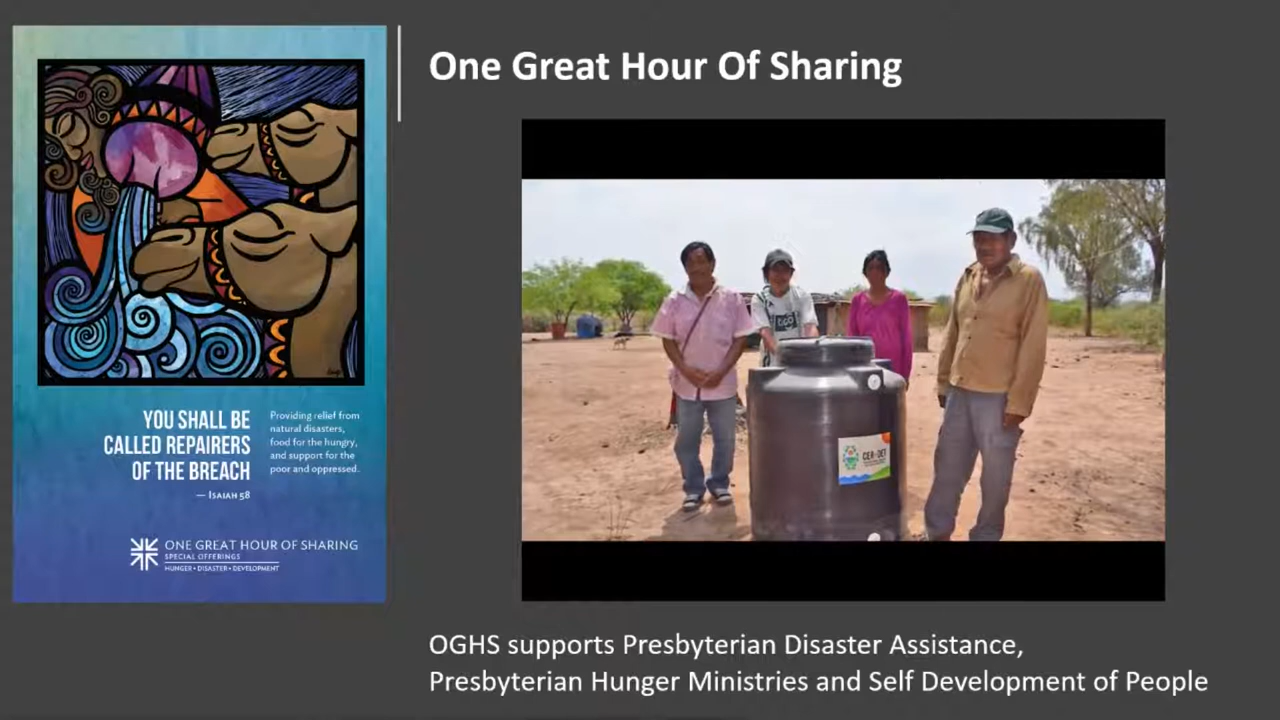 One Great Hour Of Sharing
YOU SHALL BE
CALLED REPAIRERS
OF THE BREACH
— ISAIAH 58
Providing relief from
natural disasters,
food for the hungry,
and support for the
poor and oppressed.
ONE GREAT HOUR OF SHARING
SPECIAL OFFERINGS
HUNGER • DISASTER • DEVELOPMENT
CER-DET
OGHS supports Presbyterian Disaster Assistance,
Presbyterian Hunger Ministries and Self Development of People